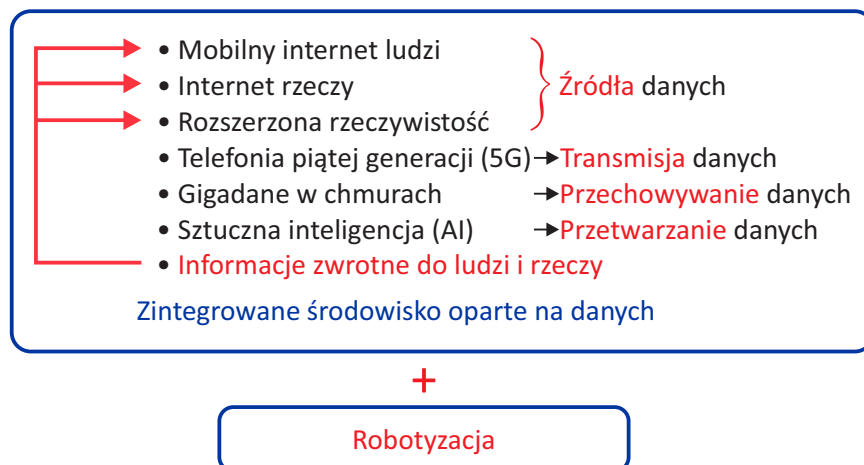 • Mobilny internet ludzi
• Internet rzeczy
Źródła danych
• Rozszerzona rzeczywistość
• Telefonia piątej generacji (5G) → Transmisja danych
• Gigadane w chmurach → Przechowywanie danych
• Sztuczna inteligencja (AI) → Przetwarzanie danych
• Informacje zwrotne do ludzi i rzeczy
Zintegrowane środowisko oparte na danych
+
Robotyzacja